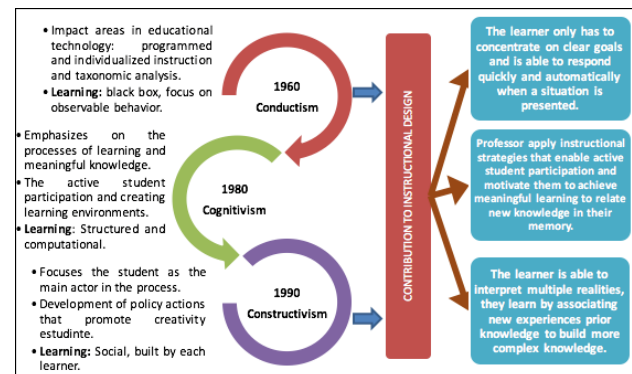 • Impact areas in educational
technology: programmed
and individualized instruction
and taxonomic analysis.
• Learning: black box, focus on
observable behavior.
• Emphasizes on the
processes of learning and
meaningful knowledge.
• The active student
participation and creating
learning environments.
• Learning: Structured and
computational.
• Focuses the student as the
main actor in the process.
• Development of policy actions
that promote creativity
estudinte.
• Learning: Social, built by each
learner.
1960
Conductism
1980
Cognitivism
1990
Constructivism
CONTRIBUTION TO INSTRUCTIONAL DESIGN
The learner only has to
concentrate on clear goals
and is able to respond
quickly and automatically
when a situation is
presented.
Professor apply instructional
strategies that enable active
student participation and
motivate them to achieve
meaningful learning to relate
new knowledge in their
memory.
The learner is able to
interpret multiple realities,
they learn by associating
new experiences prior
knowledge to build more
complex knowledge.